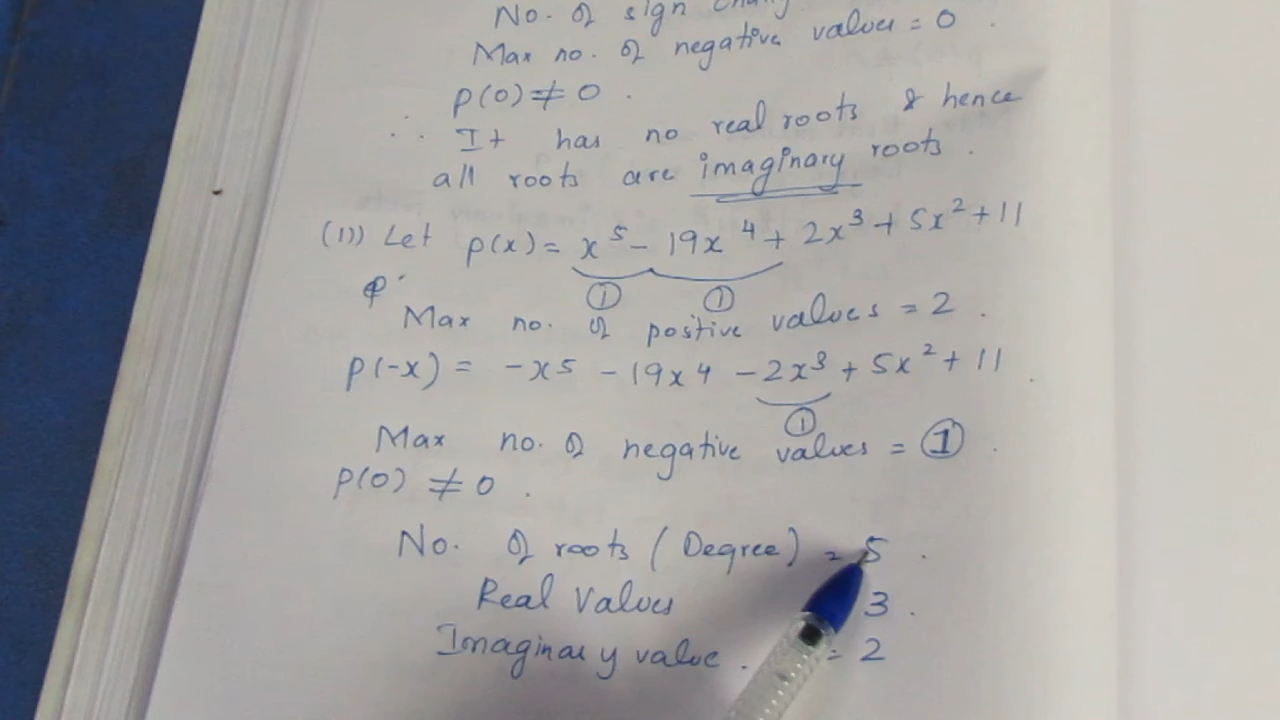 No. of sign
Max no. of negative values = 0 .
p(0) ≠ 0 .
∴ It has no real roots & hence
all roots are imaginary roots .
(ii) Let p(x) = x⁵ - 19x⁴ + 2x³ + 5x² + 11
① ①
Max no. of positive values = 2 .
p(-x) = -x5 - 19x4 - 2x³ + 5x² + 11 .
①
Max no. of negative values = ① .
p(0) ≠ 0 .
No. of roots (Degree) = 5 .
Real Values 3 .
Imaginary value . = 2